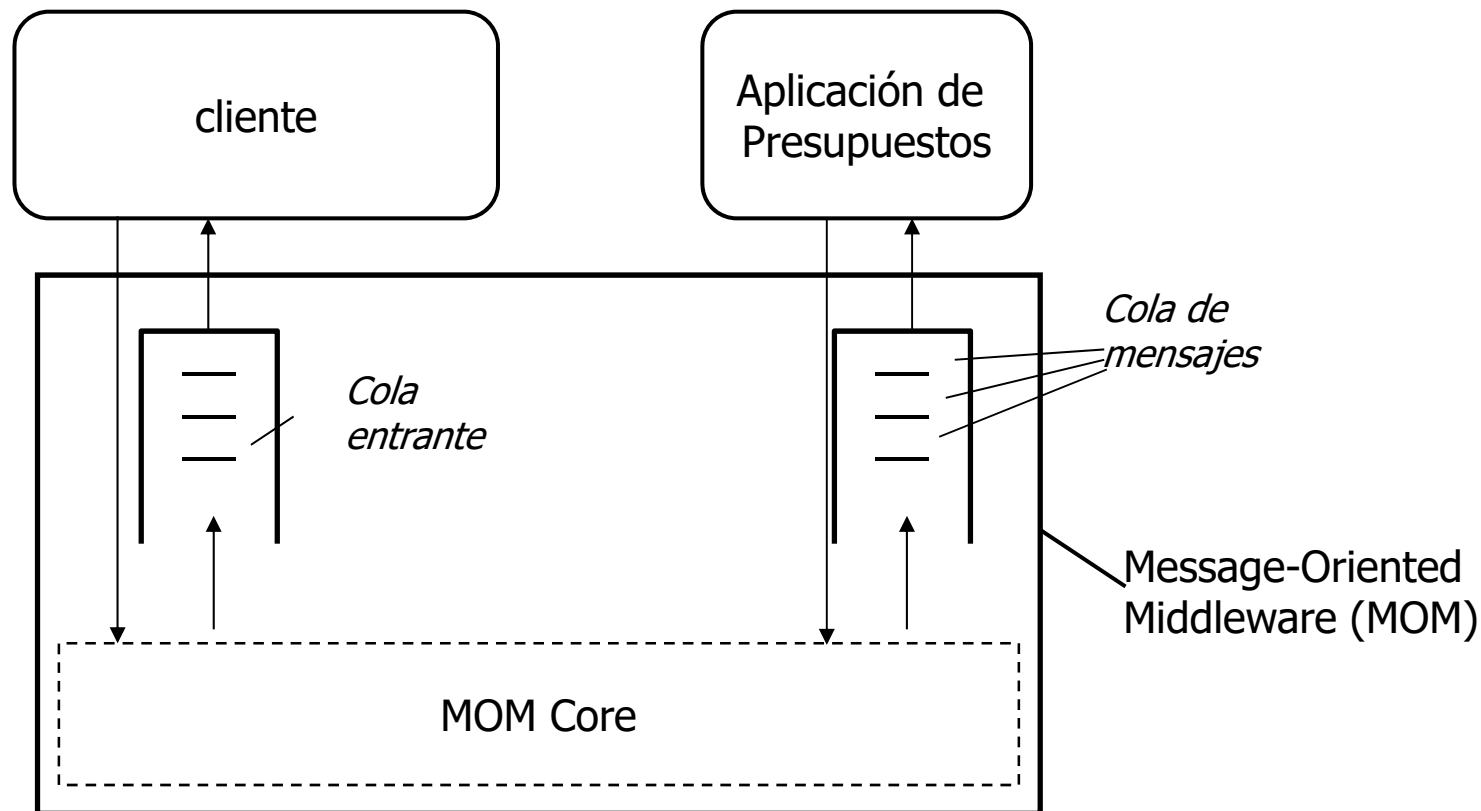 cliente
Aplicación de
Presupuestos
Cola de
mensajes
Cola
entrante
Message-Oriented
Middleware (MOM)
MOM Core